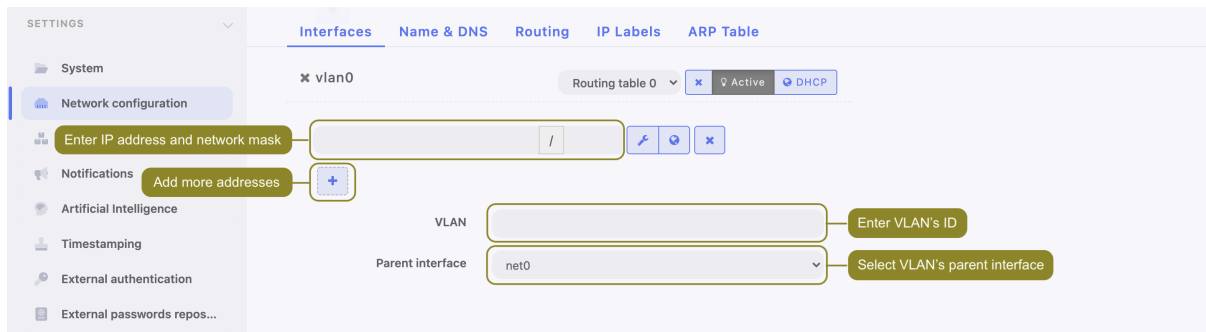 SETTINGS
System
Network configuration
Notifications
Artificial Intelligence
Timestamping
External authentication
External passwords repos...
Interfaces Name & DNS Routing IP Labels ARP Table
vlan0
Routing table 0 Active DHCP
Enter IP address and network mask /
Add more addresses +
VLAN Enter VLAN's ID
Parent interface net0 Select VLAN's parent interface